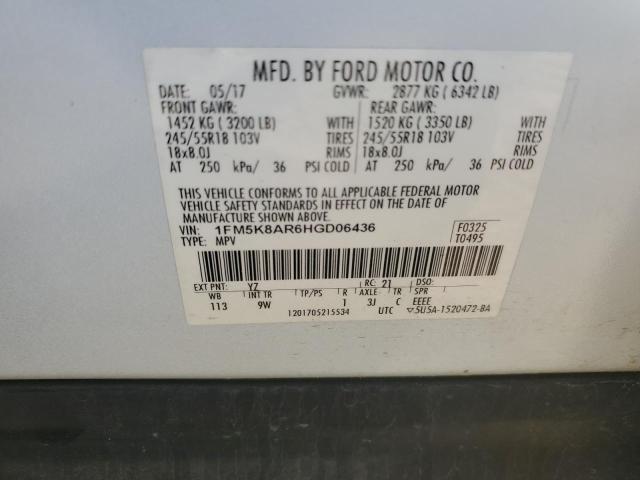 MFD. BY FORD MOTOR CO.
DATE: 05/17 GVWR: 2877 KG ( 6342 LB)
FRONT GAWR: REAR GAWR:
1452 KG ( 3200 LB) WITH 1520 KG ( 3350 LB) WITH
245/55R18 103V TIRES 245/55R18 103V TIRES
18x8.0J RIMS 18x8.0J RIMS
AT 250 kPa/ 36 PSI COLD AT 250 kPa/ 36 PSI COLD
THIS VEHICLE CONFORMS TO ALL APPLICABLE FEDERAL MOTOR
VEHICLE SAFETY STANDARDS IN EFFECT ON THE DATE OF
MANUFACTURE SHOWN ABOVE.
VIN: 1FM5K8AR6HGD06436 F0325
TYPE: MPV T0495
EXT PNT: YZ RC: 21 DSO:
WB INT TR TP/PS R AXLE TR SPR
113 9W 1 3J C EEEE
1201705215534 UTC ▽5U5A-1520472-BA